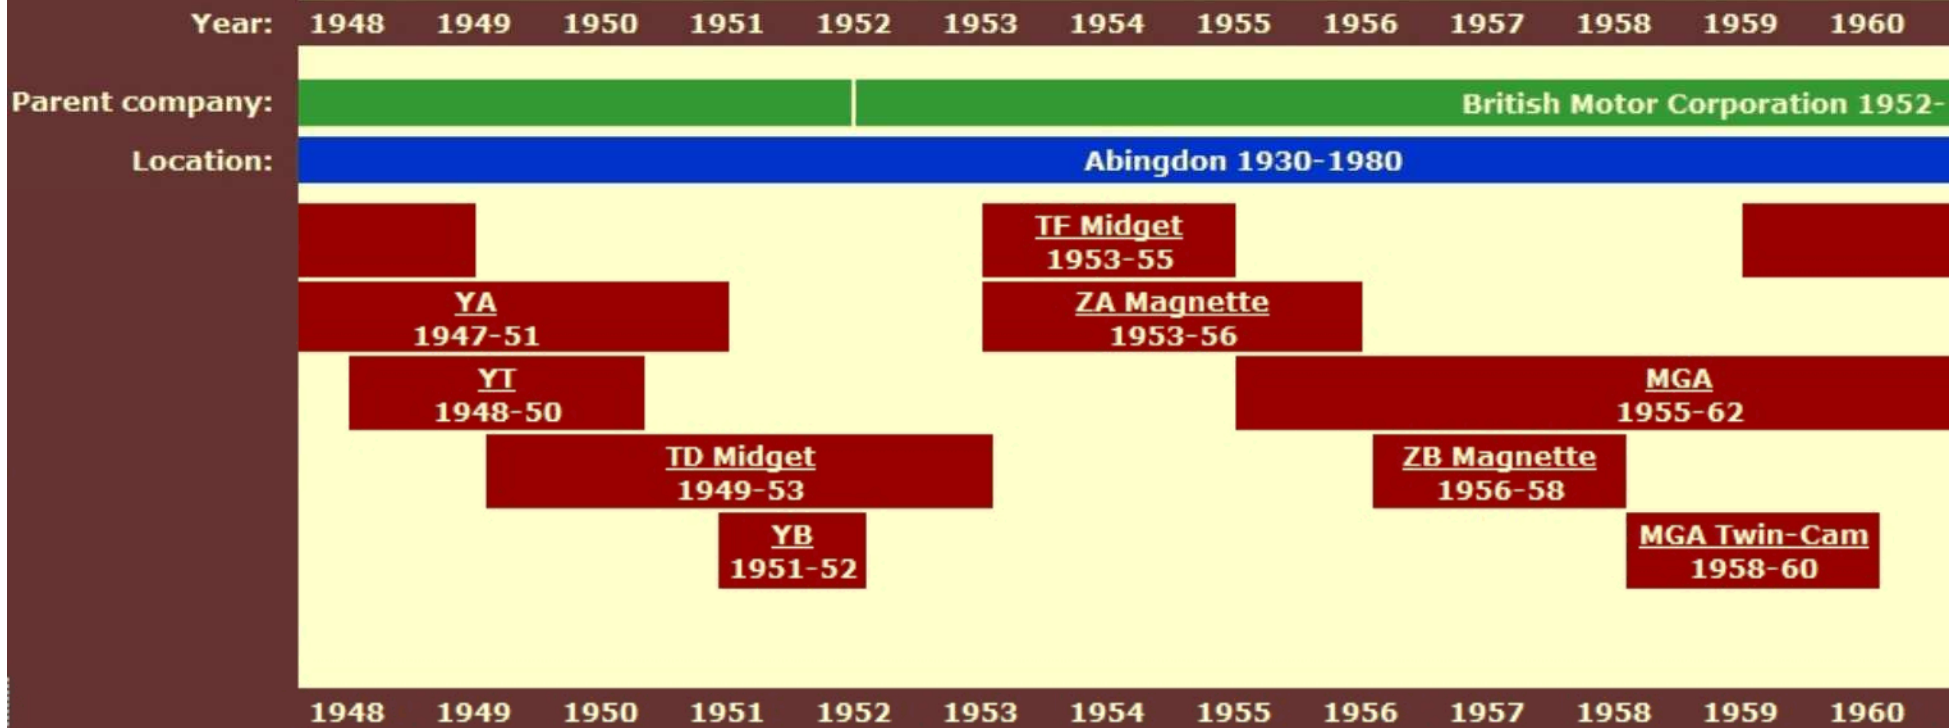 Year: 1948 1949 1950 1951 1952 1953 1954 1955 1956 1957 1958 1959 1960
Parent company: British Motor Corporation 1952-
Location: Abingdon 1930-1980
TF Midget
1953-55
YA
1947-51
ZA Magnette
1953-56
YT
1948-50
MGA
1955-62
TD Midget
1949-53
ZB Magnette
1956-58
YB
1951-52
MGA Twin-Cam
1958-60
1948 1949 1950 1951 1952 1953 1954 1955 1956 1957 1958 1959 1960